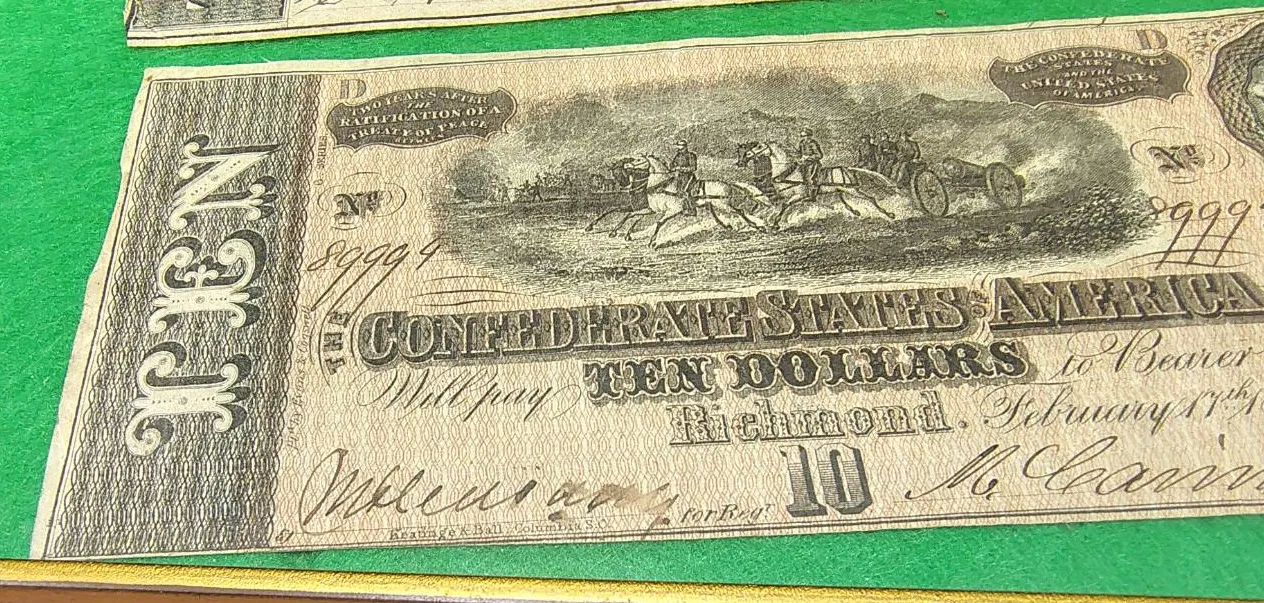 TEN
D
TWO YEARS AFTER
THE
RATIFICATION OF A
TREATY OF PEACE
D
THE CONFEDERATE
STATES
AND THE
UNITED STATES
OF AMERICA
No
No
89999
8999
THE
CONFEDERATE STATES OF AMERICA
Will pay TEN DOLLARS to Bearer
Richmond. February 17th 1
for Regr
10
Keatinge & Ball, Columbia S.C.